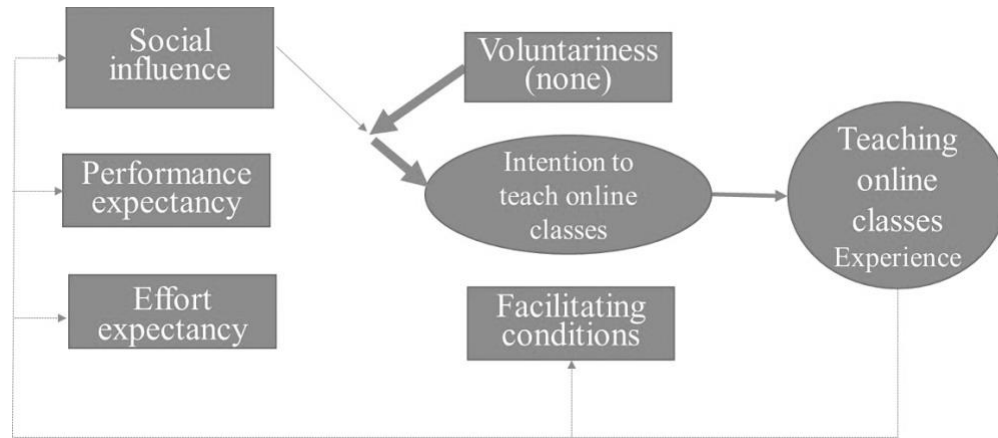 Social
influence
Voluntariness
(none)
Performance
expectancy
Intention to
teach online
classes
Teaching
online
classes
Experience
Effort
expectancy
Facilitating
conditions